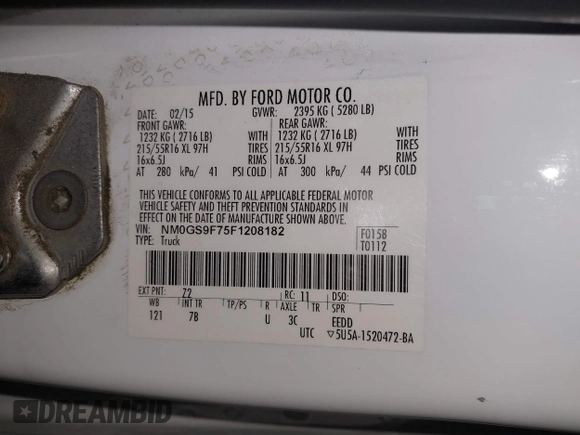 MFD. BY FORD MOTOR CO.
DATE: 02/15 GVWR: 2395 KG ( 5280 LB)
FRONT GAWR: REAR GAWR:
1232 KG ( 2716 LB) WITH 1232 KG ( 2716 LB) WITH
215/55R16 XL 97H TIRES 215/55R16 XL 97H TIRES
16x6.5J RIMS 16x6.5J RIMS
AT 280 kPa/ 41 PSI COLD AT 300 kPa/ 44 PSI COLD
THIS VEHICLE CONFORMS TO ALL APPLICABLE FEDERAL MOTOR
VEHICLE SAFETY AND THEFT PREVENTION STANDARDS IN
EFFECT ON THE DATE OF MANUFACTURE SHOWN ABOVE.
VIN: NM0GS9F75F1208182 F015B
TYPE: Truck T0112
EXT PNT: Z2 RC: 11 DSO:
WB INT TR TP/PS R AXLE TR SPR
121 7B U 3C EEDD
UTC ▽5U5A-1520472-BA
DREAMBID